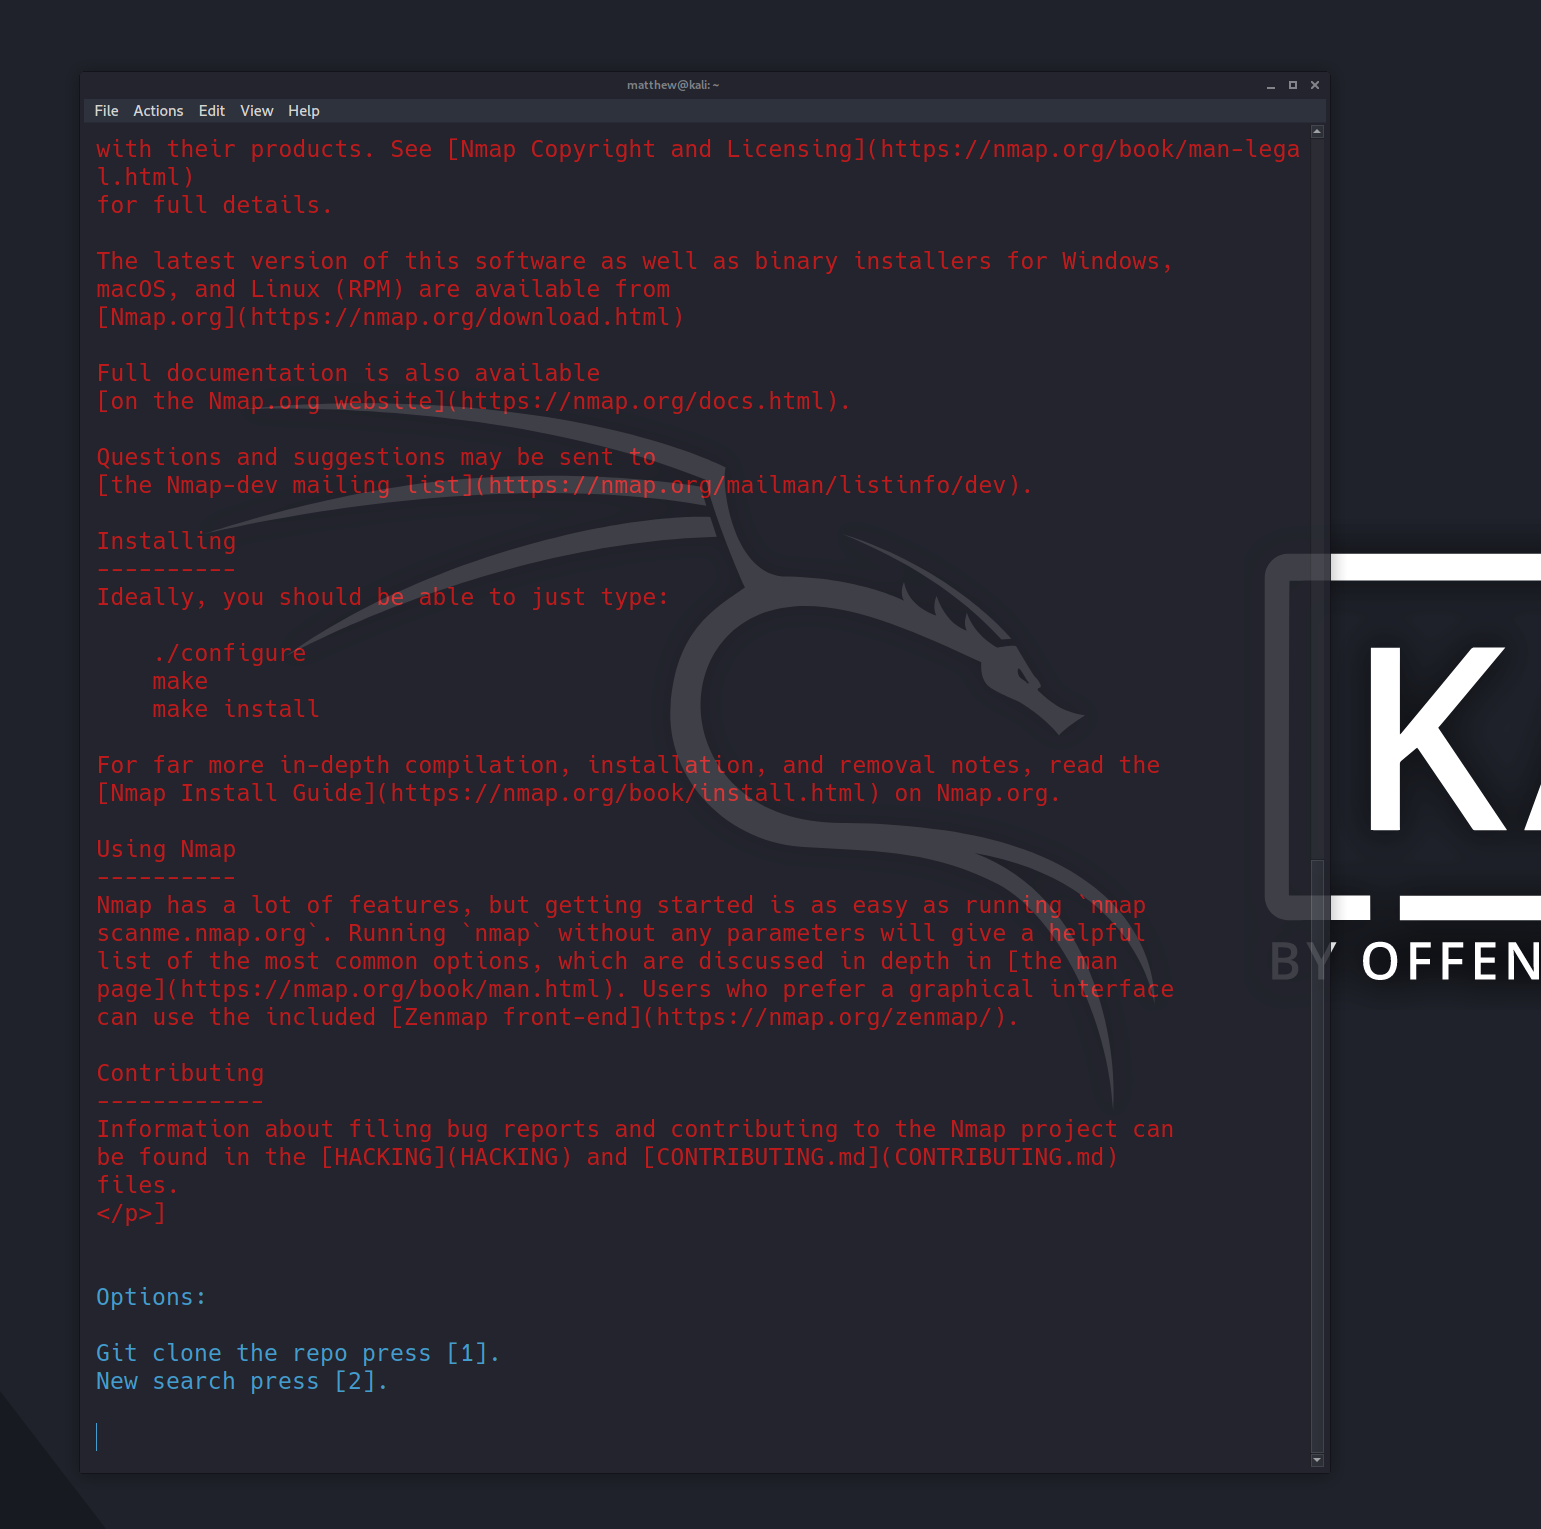 matthew@kali: ~
File Actions Edit View Help
with their products. See [Nmap Copyright and Licensing](https://nmap.org/book/man-lega
l.html)
for full details.
The latest version of this software as well as binary installers for Windows,
macOS, and Linux (RPM) are available from
[Nmap.org](https://nmap.org/download.html)
Full documentation is also available
[on the Nmap.org website](https://nmap.org/docs.html).
Questions and suggestions may be sent to
[the Nmap-dev mailing list](https://nmap.org/mailman/listinfo/dev).
Installing
----------
Ideally, you should be able to just type:
    ./configure
    make
    make install
For far more in-depth compilation, installation, and removal notes, read the
[Nmap Install Guide](https://nmap.org/book/install.html) on Nmap.org.
Using Nmap
----------
Nmap has a lot of features, but getting started is as easy as running `nmap
scanme.nmap.org`. Running `nmap` without any parameters will give a helpful
list of the most common options, which are discussed in depth in [the man
page](https://nmap.org/book/man.html). Users who prefer a graphical interface
can use the included [Zenmap front-end](https://nmap.org/zenmap/).
Contributing
------------
Information about filing bug reports and contributing to the Nmap project can
be found in the [HACKING](HACKING) and [CONTRIBUTING.md](CONTRIBUTING.md)
files.
</p>]
Options:
Git clone the repo press [1].
New search press [2].
KA
BY OFFEN